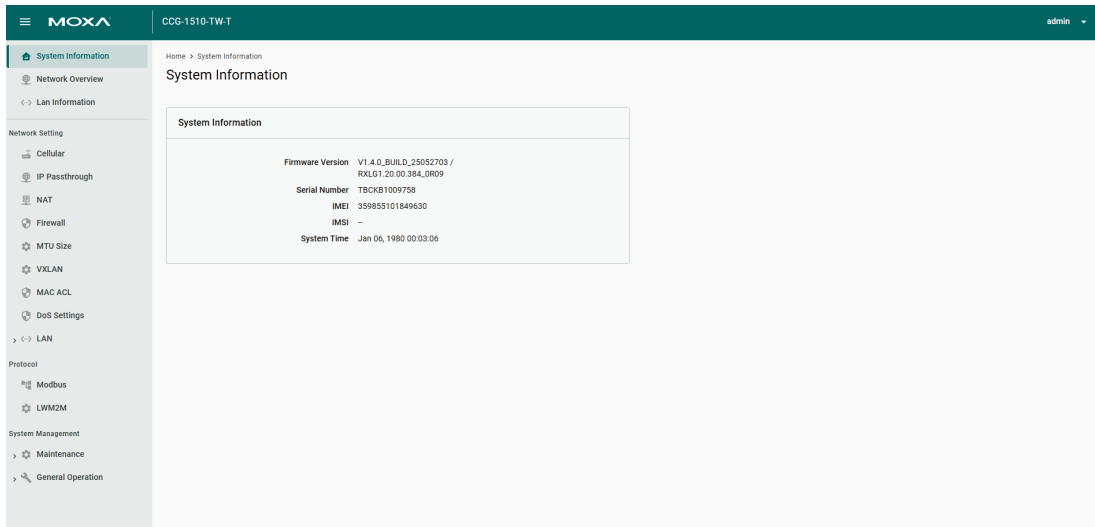 MOXA
CCG-1510-TW-T
admin
System Information
Network Overview
Lan Information
Network Setting
Cellular
IP Passthrough
NAT
Firewall
MTU Size
VXLAN
MAC ACL
DoS Settings
LAN
Protocol
Modbus
LWM2M
System Management
Maintenance
General Operation
Home > System Information
System Information
System Information
Firmware Version V1.4.0_BUILD_25052703 /
RXLG1.20.00.384_0R09
Serial Number TBCKB1009758
IMEI 359855101849630
IMSI --
System Time Jan 06, 1980 00:03:06